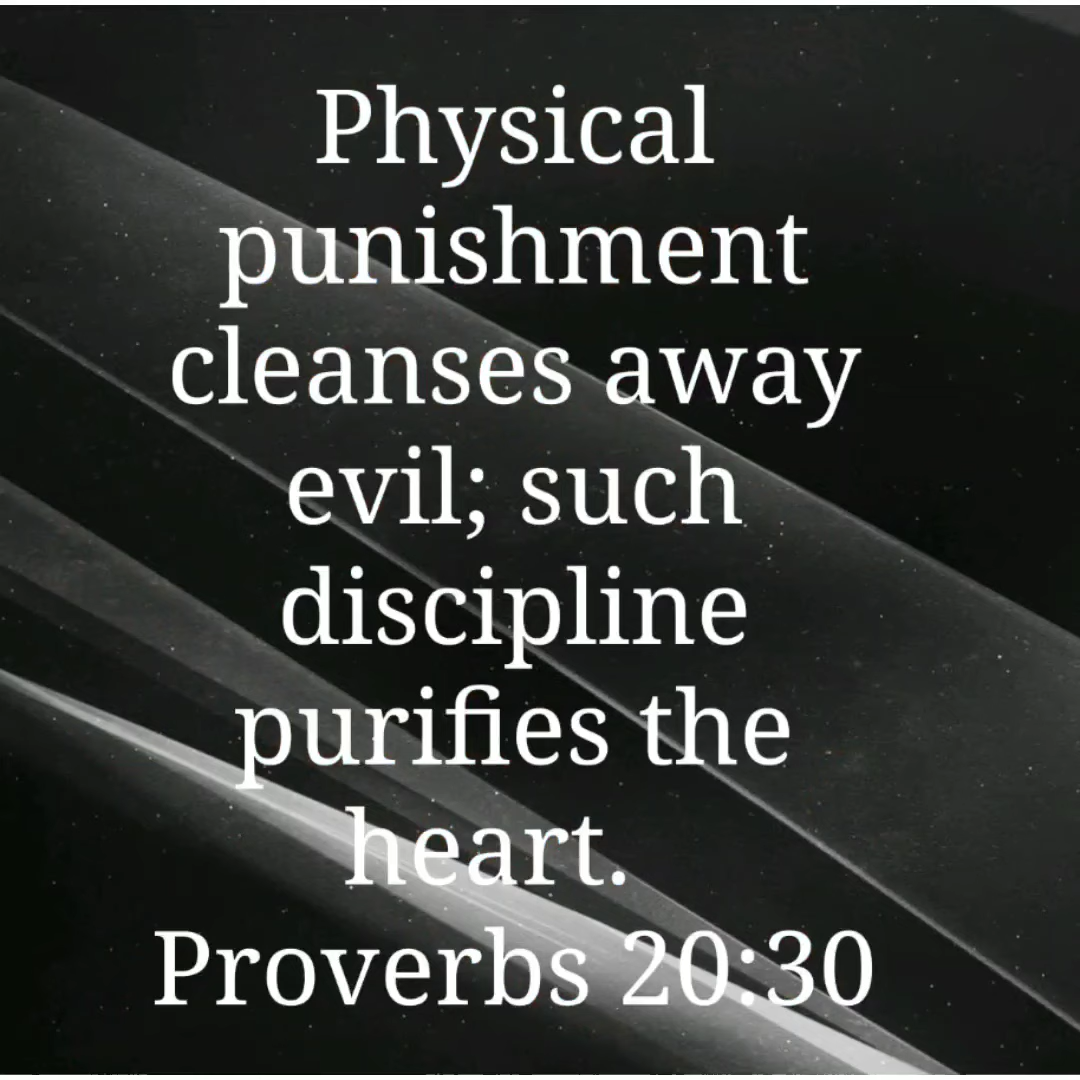 Physical
punishment
cleanses away
evil; such
discipline
purifies the
heart.
Proverbs 20:30